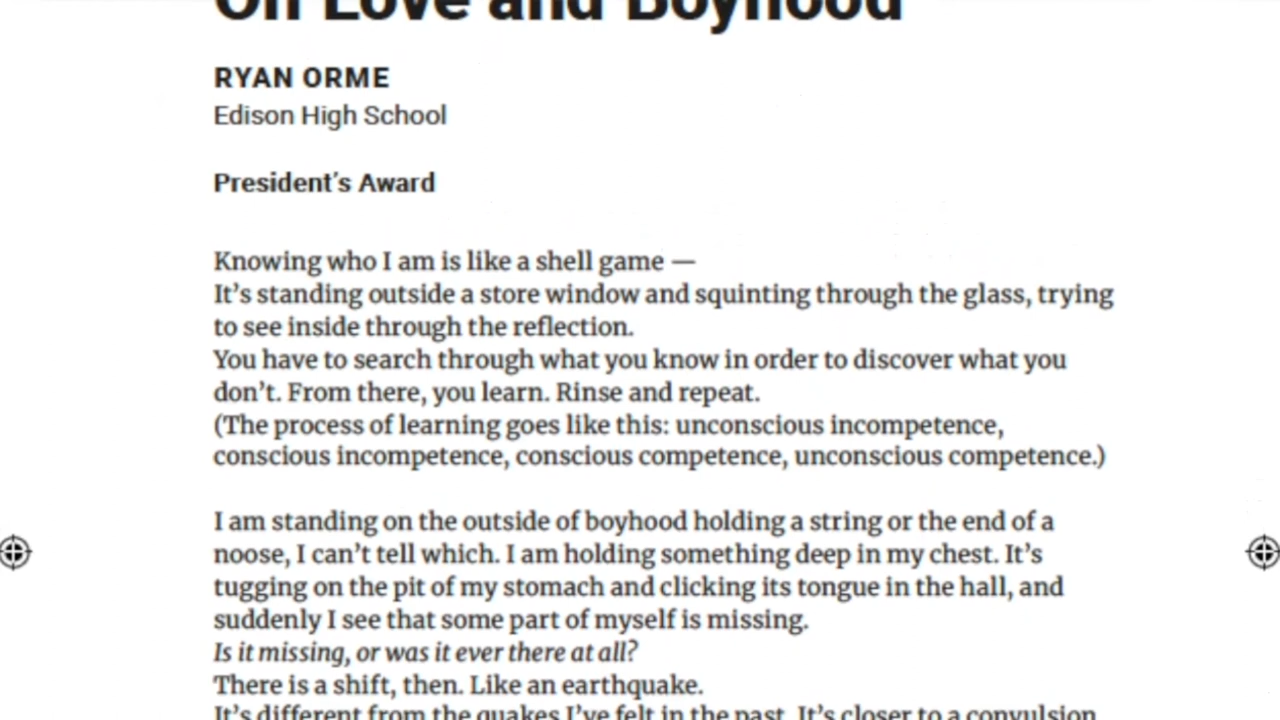 On Love and Boyhood
RYAN ORME
Edison High School
President's Award
Knowing who I am is like a shell game —
It’s standing outside a store window and squinting through the glass, trying
to see inside through the reflection.
You have to search through what you know in order to discover what you
don’t. From there, you learn. Rinse and repeat.
(The process of learning goes like this: unconscious incompetence,
conscious incompetence, conscious competence, unconscious competence.)
I am standing on the outside of boyhood holding a string or the end of a
noose, I can’t tell which. I am holding something deep in my chest. It’s
tugging on the pit of my stomach and clicking its tongue in the hall, and
suddenly I see that some part of myself is missing.
Is it missing, or was it ever there at all?
There is a shift, then. Like an earthquake.
It’s different from the quakes I’ve felt in the past. It’s closer to a convulsion